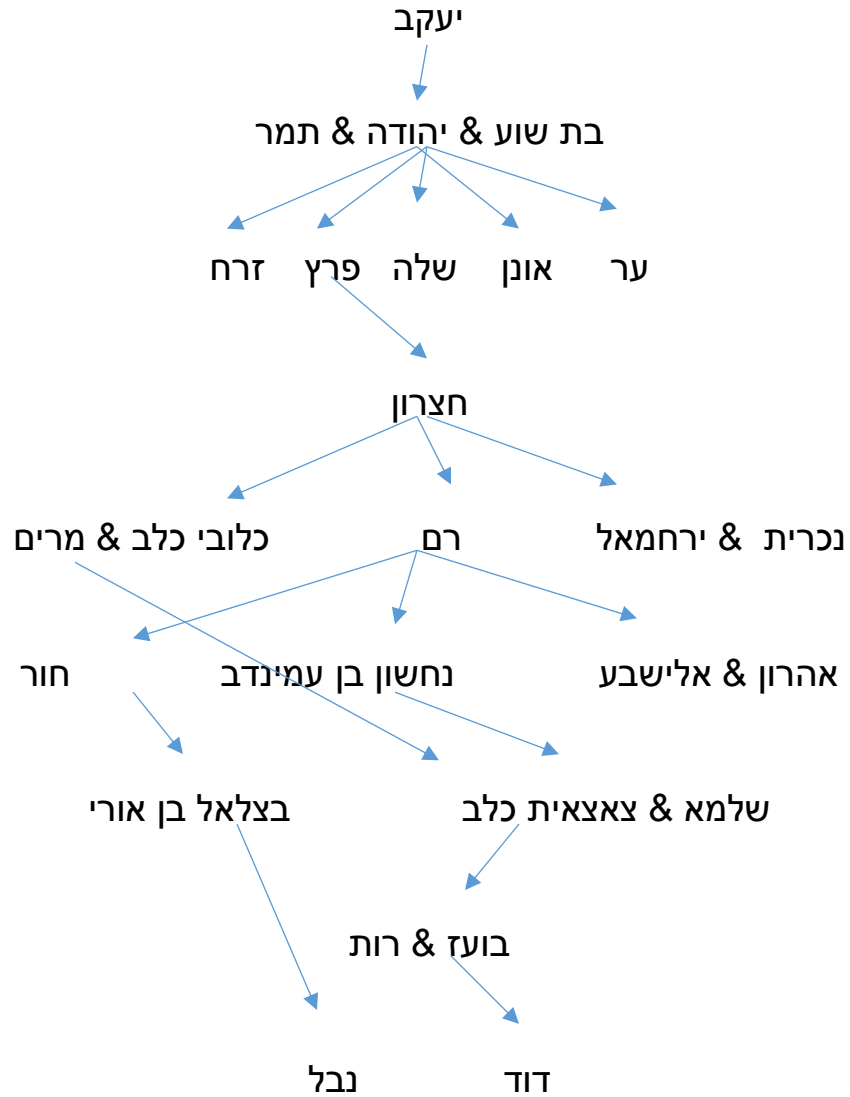 יעקב
בת שוע & יהודה & תמר
ער אונן שלה פרץ זרח
חצרון
נכרית & ירחמאל רם כלובי כלב & מרים
אהרון & אלישבע נחשון בן עמינדב חור
שלמא & צאצאית כלב בצלאל בן אורי
בועז & רות
דוד נבל